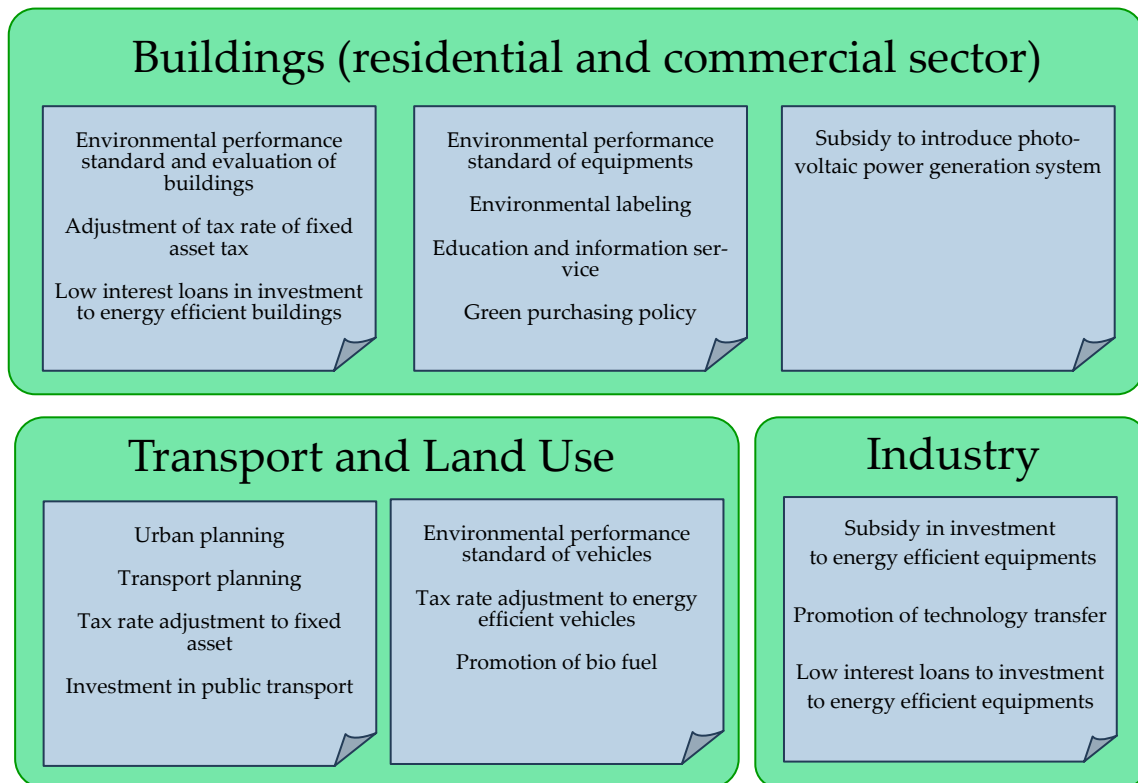 Buildings (residential and commercial sector)
Environmental performance
standard and evaluation of
buildings
Adjustment of tax rate of fixed
asset tax
Low interest loans in investment
to energy efficient buildings
Environmental performance
standard of equipments
Environmental labeling
Education and information ser-
vice
Green purchasing policy
Subsidy to introduce photo-
voltaic power generation system
Transport and Land Use
Urban planning
Transport planning
Tax rate adjustment to fixed
asset
Investment in public transport
Environmental performance
standard of vehicles
Tax rate adjustment to energy
efficient vehicles
Promotion of bio fuel
Industry
Subsidy in investment
to energy efficient equipments
Promotion of technology transfer
Low interest loans to investment
to energy efficient equipments